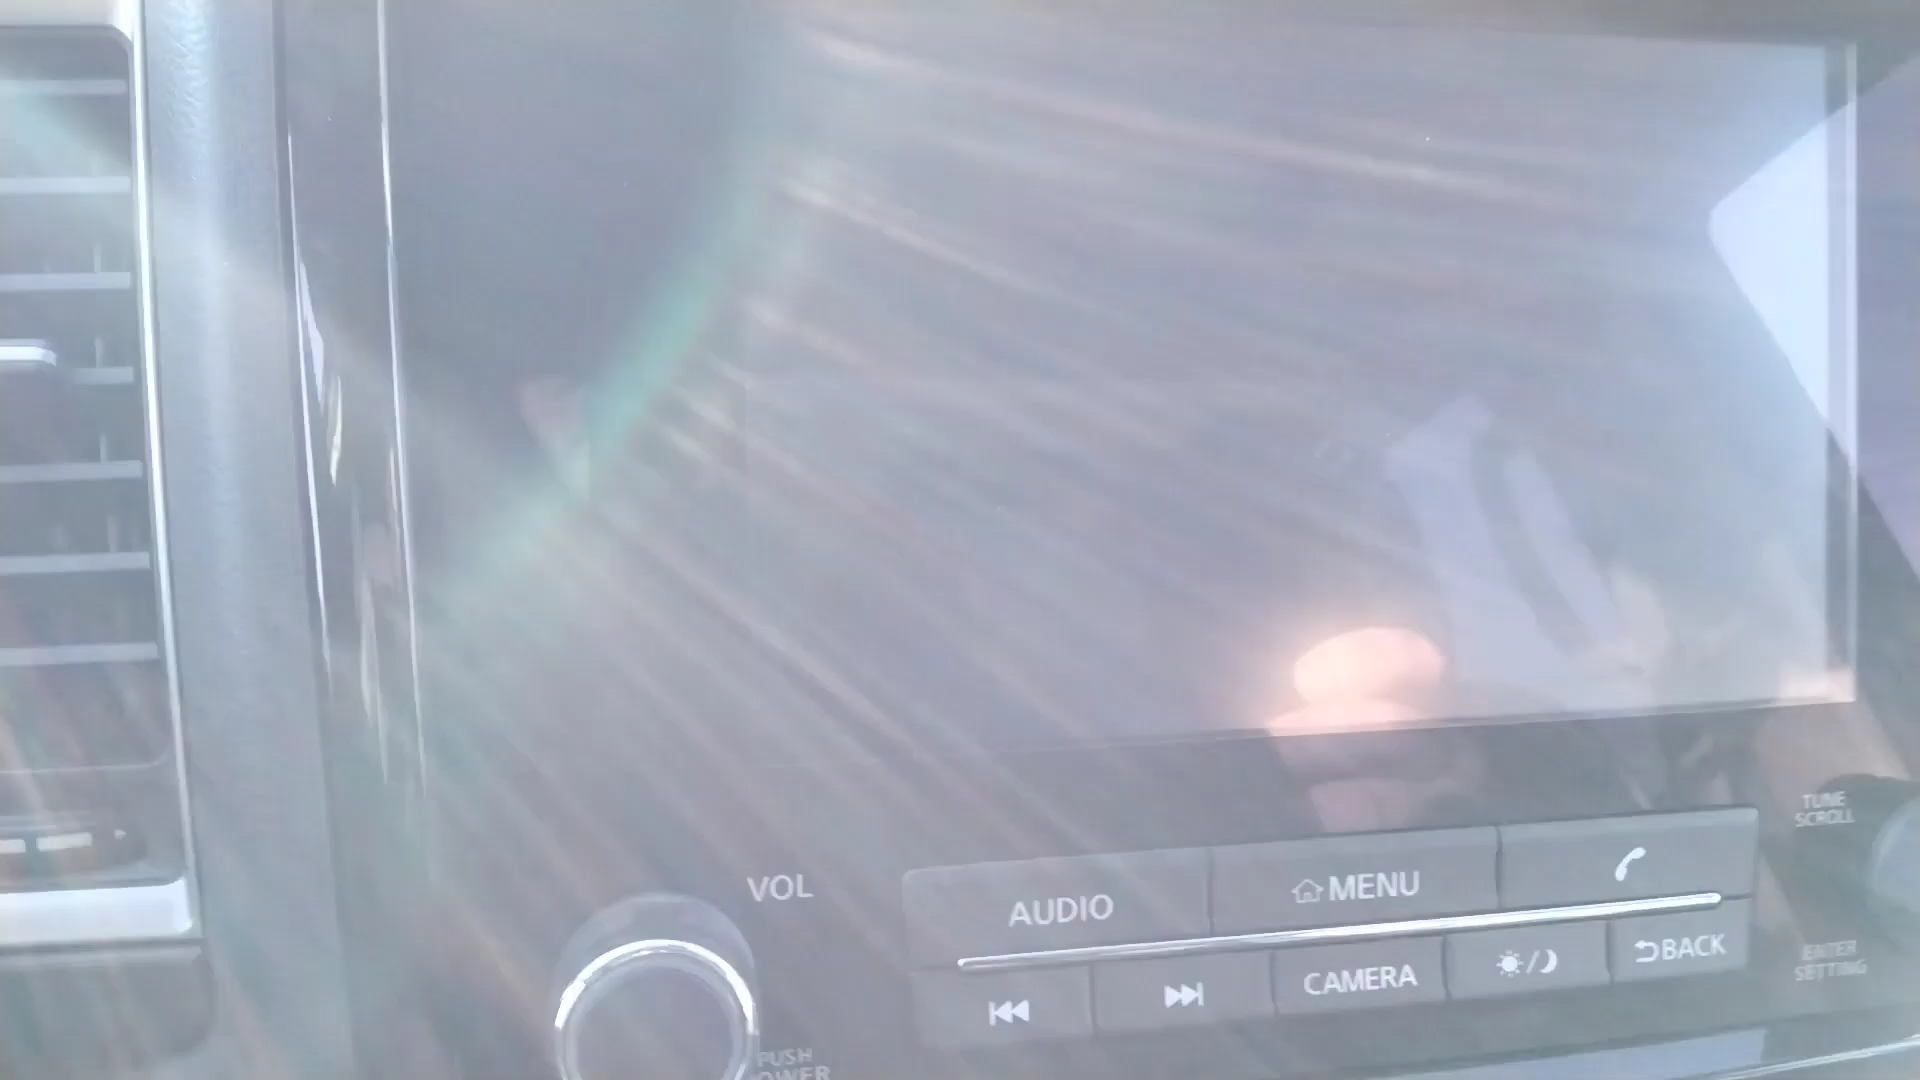 VOL
AUDIO
MENU
TUNE
SCROLL
CAMERA
BACK
ENTER
SETTING
PUSH
POWER